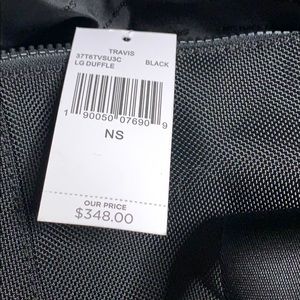 TRAVIS
37T6TVSU3C BLACK
LG DUFFLE
1 90050 07690 9
NS
OUR PRICE
$348.00